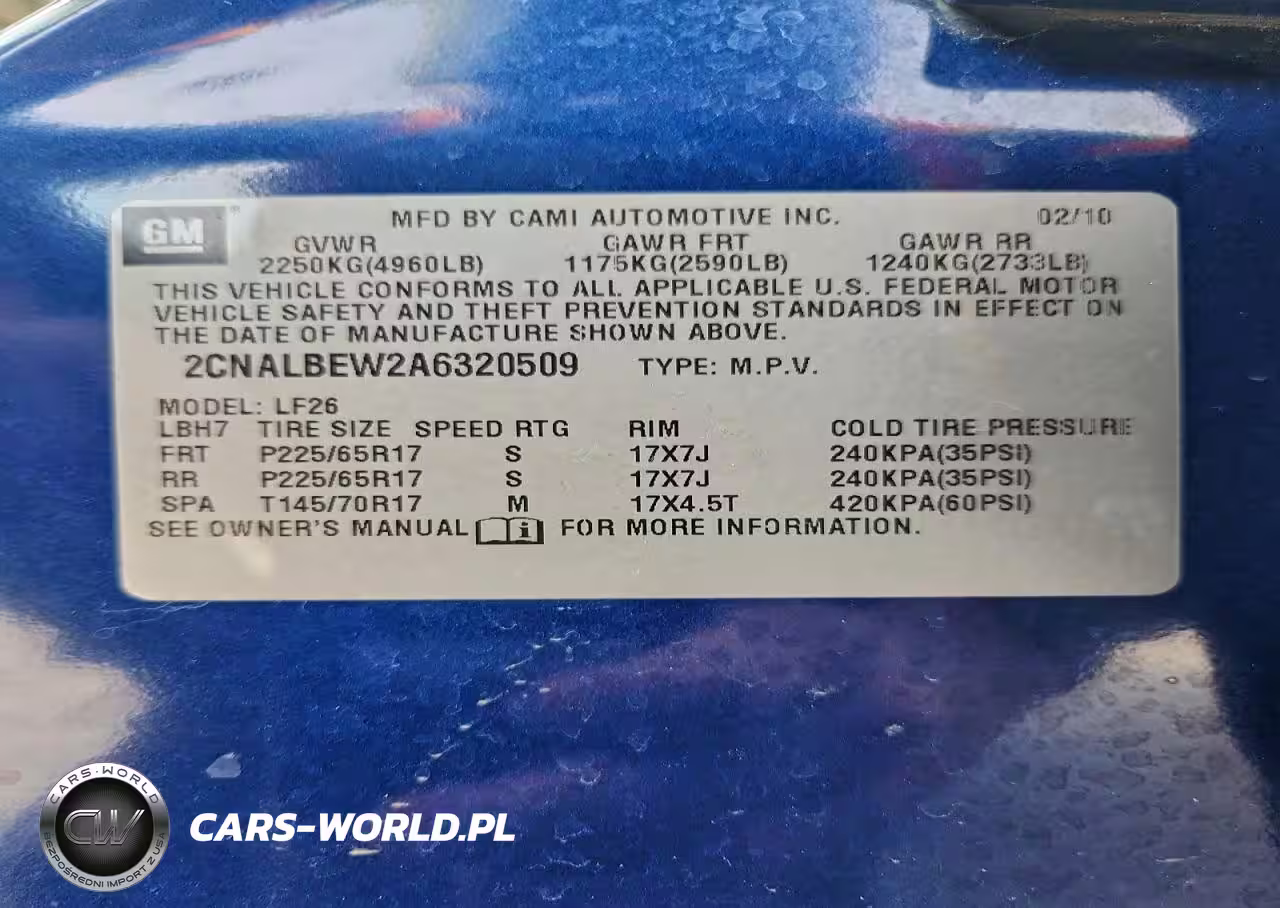 GM
MFD BY CAMI AUTOMOTIVE INC. 02/10
GVWR GAWR FRT GAWR RR
2250KG(4960LB) 1175KG(2590LB) 1240KG(2733LB)
THIS VEHICLE CONFORMS TO ALL APPLICABLE U.S. FEDERAL MOTOR
VEHICLE SAFETY AND THEFT PREVENTION STANDARDS IN EFFECT ON
THE DATE OF MANUFACTURE SHOWN ABOVE.
2CNALBEW2A6320509 TYPE: M.P.V.
MODEL: LF26
LBH7 TIRE SIZE SPEED RTG RIM COLD TIRE PRESSURE
FRT P225/65R17 S 17X7J 240KPA(35PSI)
RR P225/65R17 S 17X7J 240KPA(35PSI)
SPA T145/70R17 M 17X4.5T 420KPA(60PSI)
SEE OWNER'S MANUAL i FOR MORE INFORMATION.
CARS-WORLD
CW
BEZPOŚREDNI IMPORT Z USA
CARS-WORLD.PL